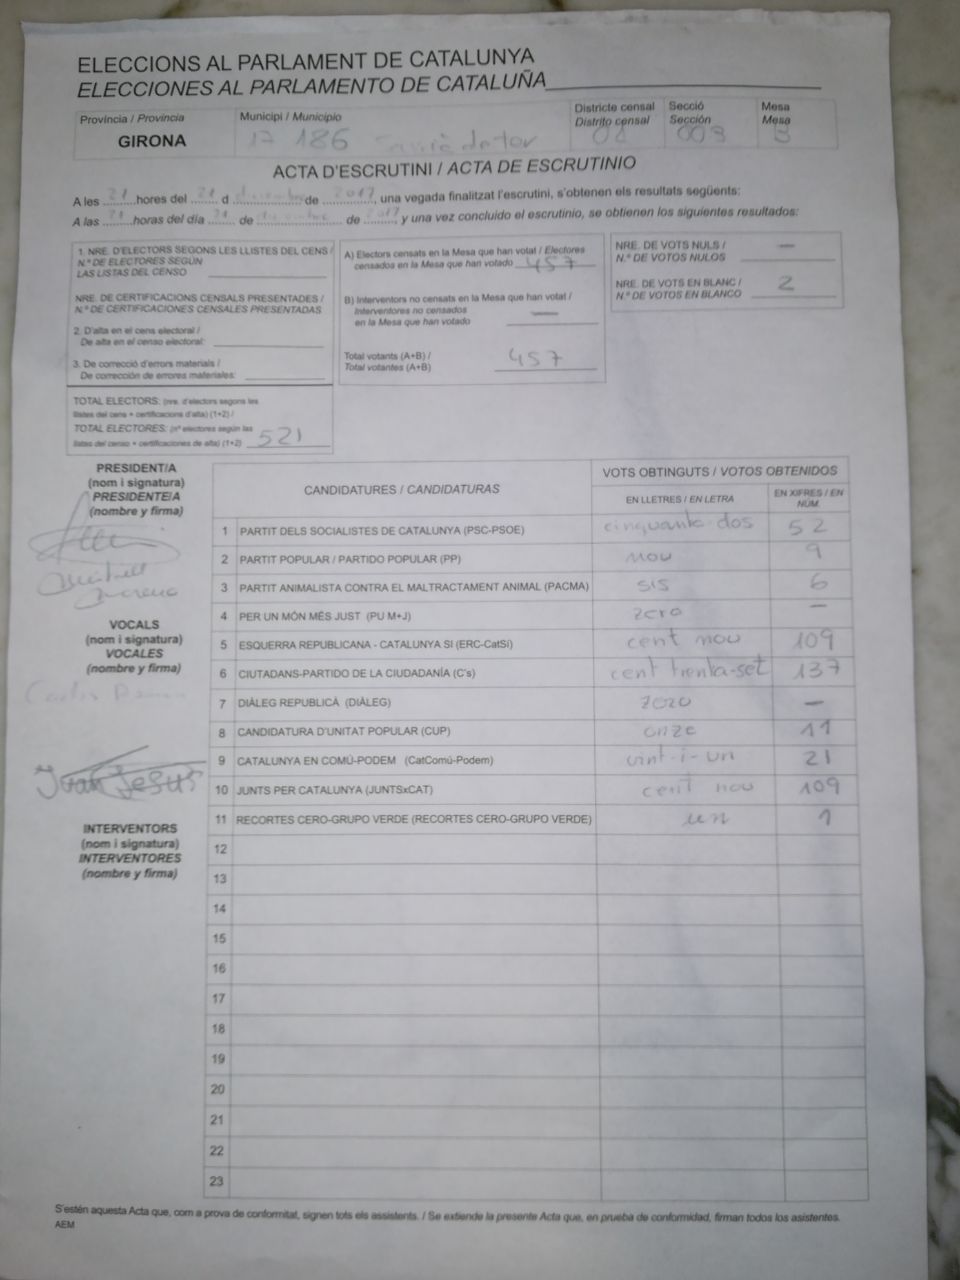 ELECCIONS AL PARLAMENT DE CATALUNYA
ELECCIONES AL PARLAMENTO DE CATALUÑA
Província / Provincia
Municipi / Municipio
Districte censal
Distrito censal
Secció
Sección
Mesa
Mesa
GIRONA
17 186 Sarrià de ter
01
003
B
ACTA D'ESCRUTINI / ACTA DE ESCRUTINIO
A les 21 hores del 21 d desembre de 2017, una vegada finalitzat l'escrutini, s'obtenen els resultats següents:
A las 21 horas del día 21 de diciembre de 2017, y una vez concluido el escrutinio, se obtienen los siguientes resultados:
1. NRE. D'ELECTORS SEGONS LES LLISTES DEL CENS /
N.º DE ELECTORES SEGÚN
LAS LISTAS DEL CENSO
NRE. DE CERTIFICACIONS CENSALS PRESENTADES /
N.º DE CERTIFICACIONES CENSALES PRESENTADAS
2. D'alta en el cens electoral /
De alta en el censo electoral:
3. De correcció d'errors materials /
De corrección de errores materiales:
TOTAL ELECTORS: (nre. d'electors segons les
llistes del cens + certificacions d'alta) (1+2) /
TOTAL ELECTORES: (nº electores según las
listas del censo + certificaciones de alta) (1+2) 521
A) Electors censats en la Mesa que han votat / Electores
censados en la Mesa que han votado 457
B) Interventors no censats en la Mesa que han votat /
Interventores no censados
en la Mesa que han votado —
Total votants (A+B) /
Total votantes (A+B) 457
NRE. DE VOTS NULS /
N.º DE VOTOS NULOS —
NRE. DE VOTS EN BLANC /
N.º DE VOTOS EN BLANCO 2
PRESIDENT/A
(nom i signatura)
PRESIDENTE/A
(nombre y firma)
VOCALS
(nom i signatura)
VOCALES
(nombre y firma)
Joan Jesus
INTERVENTORS
(nom i signatura)
INTERVENTORES
(nombre y firma)
CANDIDATURES / CANDIDATURAS
VOTS OBTINGUTS / VOTOS OBTENIDOS
EN LLETRES / EN LETRA
EN XIFRES / EN NÚM.
1 PARTIT DELS SOCIALISTES DE CATALUNYA (PSC-PSOE) cinquanta-dos 52
2 PARTIT POPULAR / PARTIDO POPULAR (PP) nou 9
3 PARTIT ANIMALISTA CONTRA EL MALTRACTAMENT ANIMAL (PACMA) sis 6
4 PER UN MÓN MÉS JUST (PU M+J) zero —
5 ESQUERRA REPUBLICANA - CATALUNYA SI (ERC-CatSí) cent nou 109
6 CIUTADANS-PARTIDO DE LA CIUDADANÍA (C's) cent trenta-set 137
7 DIÀLEG REPUBLICÀ (DIÀLEG) zero —
8 CANDIDATURA D'UNITAT POPULAR (CUP) onze 11
9 CATALUNYA EN COMÚ-PODEM (CatComú-Podem) vint-i-un 21
10 JUNTS PER CATALUNYA (JUNTSxCAT) cent nou 109
11 RECORTES CERO-GRUPO VERDE (RECORTES CERO-GRUPO VERDE) un 1
12
13
14
15
16
17
18
19
20
21
22
23
S'estén aquesta Acta que, com a prova de conformitat, signen tots els assistents. / Se extiende la presente Acta que, en prueba de conformidad, firman todos los asistentes.
AEM